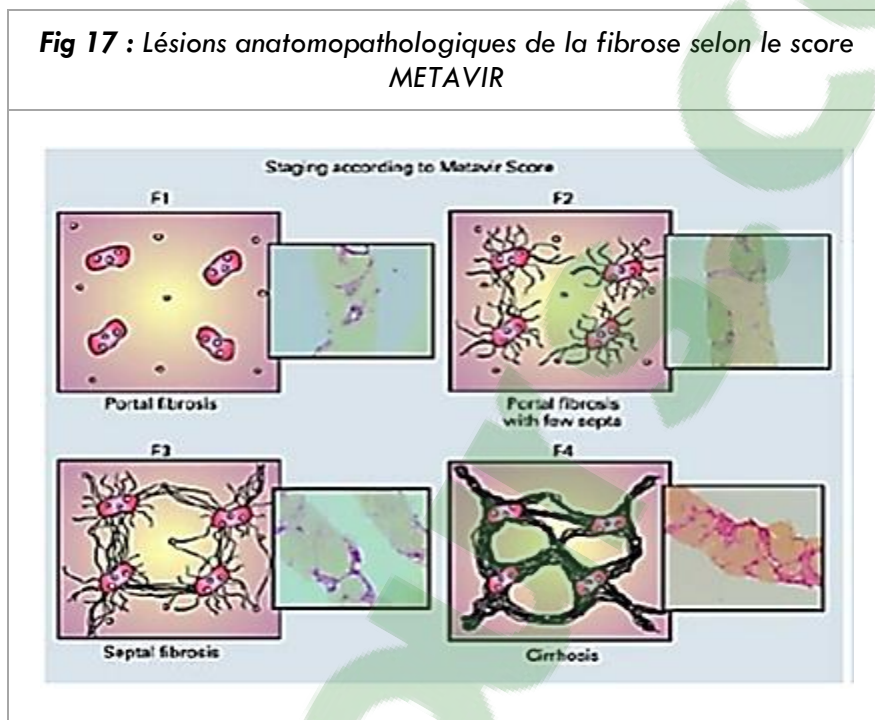 Fig 17 : Lésions anatomopathologiques de la fibrose selon le score
METAVIR
Staging according to Metavir Score
F1
F2
Portal fibrosis
Portal fibrosis
with few septa
F3
F4
Septal fibrosis
Cirrhosis